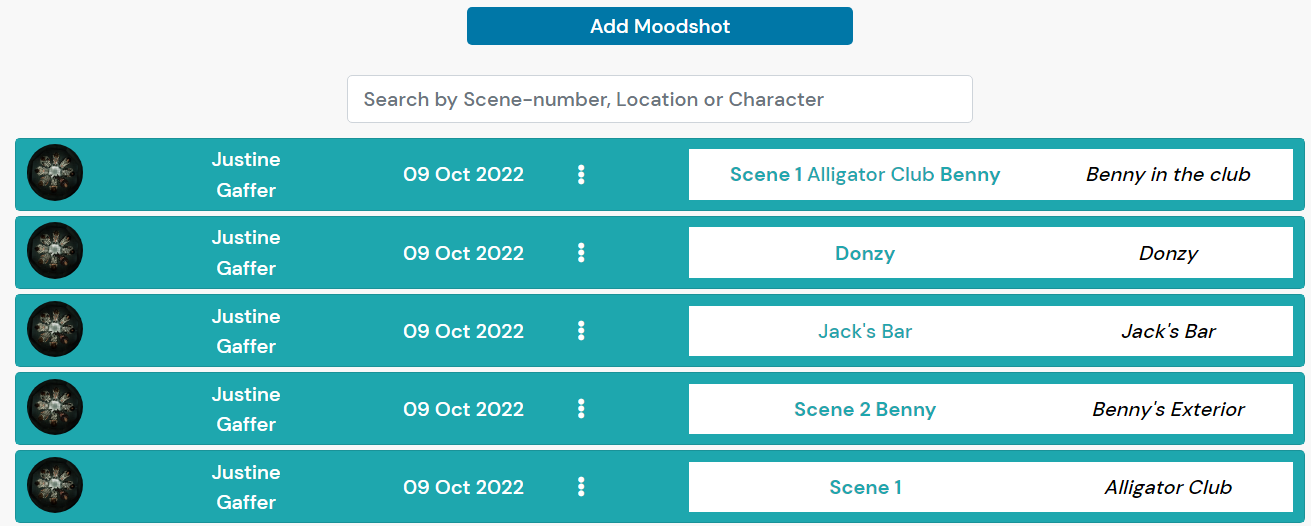 Add Moodshot
Search by Scene-number, Location or Character
Justine
Gaffer
09 Oct 2022
Scene 1 Alligator Club Benny
Benny in the club
Justine
Gaffer
09 Oct 2022
Donzy
Donzy
Justine
Gaffer
09 Oct 2022
Jack's Bar
Jack's Bar
Justine
Gaffer
09 Oct 2022
Scene 2 Benny
Benny's Exterior
Justine
Gaffer
09 Oct 2022
Scene 1
Alligator Club